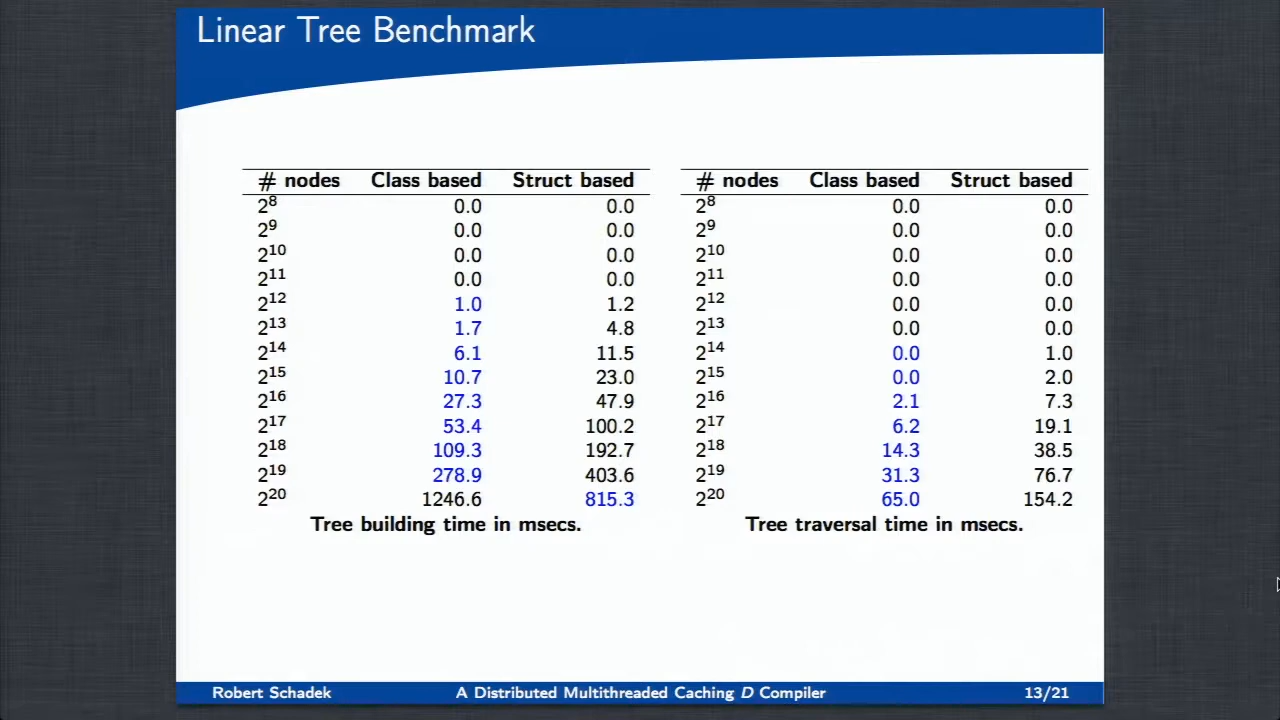 Linear Tree Benchmark
# nodes Class based Struct based
2^8 0.0 0.0
2^9 0.0 0.0
2^10 0.0 0.0
2^11 0.0 0.0
2^12 1.0 1.2
2^13 1.7 4.8
2^14 6.1 11.5
2^15 10.7 23.0
2^16 27.3 47.9
2^17 53.4 100.2
2^18 109.3 192.7
2^19 278.9 403.6
2^20 1246.6 815.3
Tree building time in msecs.
# nodes Class based Struct based
2^8 0.0 0.0
2^9 0.0 0.0
2^10 0.0 0.0
2^11 0.0 0.0
2^12 0.0 0.0
2^13 0.0 0.0
2^14 0.0 1.0
2^15 0.0 2.0
2^16 2.1 7.3
2^17 6.2 19.1
2^18 14.3 38.5
2^19 31.3 76.7
2^20 65.0 154.2
Tree traversal time in msecs.
Robert Schadek A Distributed Multithreaded Caching D Compiler 13/21